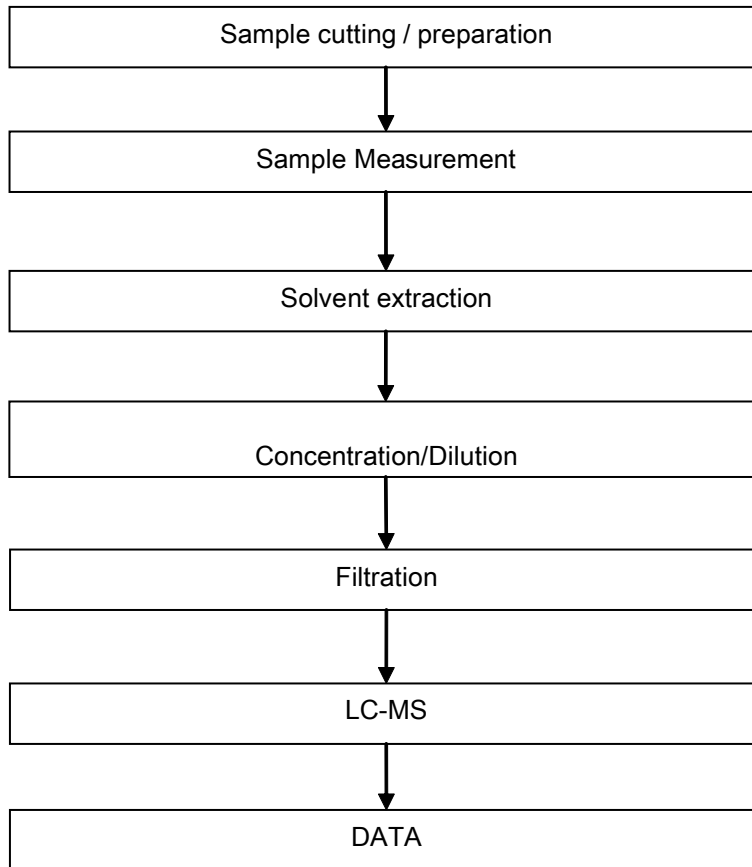 Sample cutting / preparation
Sample Measurement
Solvent extraction
Concentration/Dilution
Filtration
LC-MS
DATA